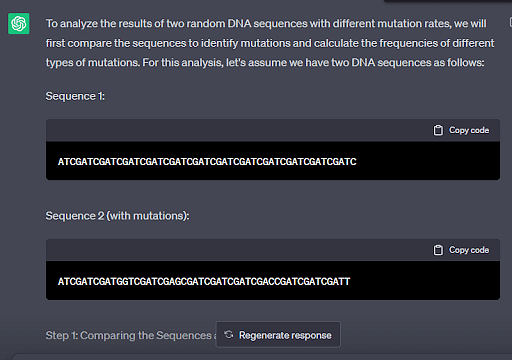 To analyze the results of two random DNA sequences with different mutation rates, we will
first compare the sequences to identify mutations and calculate the frequencies of different
types of mutations. For this analysis, let's assume we have two DNA sequences as follows:
Sequence 1:
Copy code
ATCGATCGATCGATCGATCGATCGATCGATCGATCGATCGATCGATCGATC
Sequence 2 (with mutations):
Copy code
ATCGATCGATGGTCGATCGAGCGATCGATCGATCGACCGATCGATCGATT
Step 1: Comparing the Sequences
Regenerate response